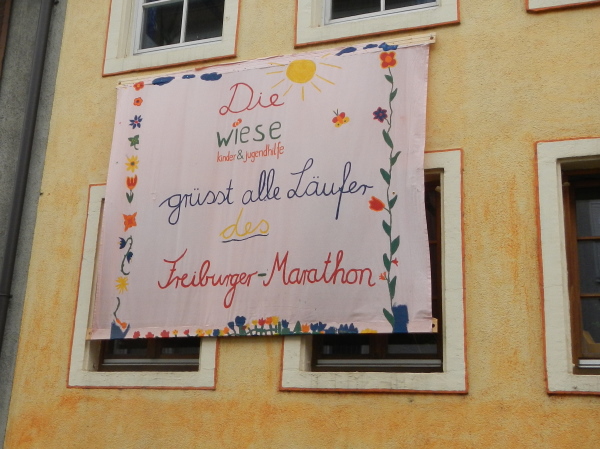 Die
wiese
kinder & jugendhilfe
grüsst alle Läufer
des
Freiburger-Marathon